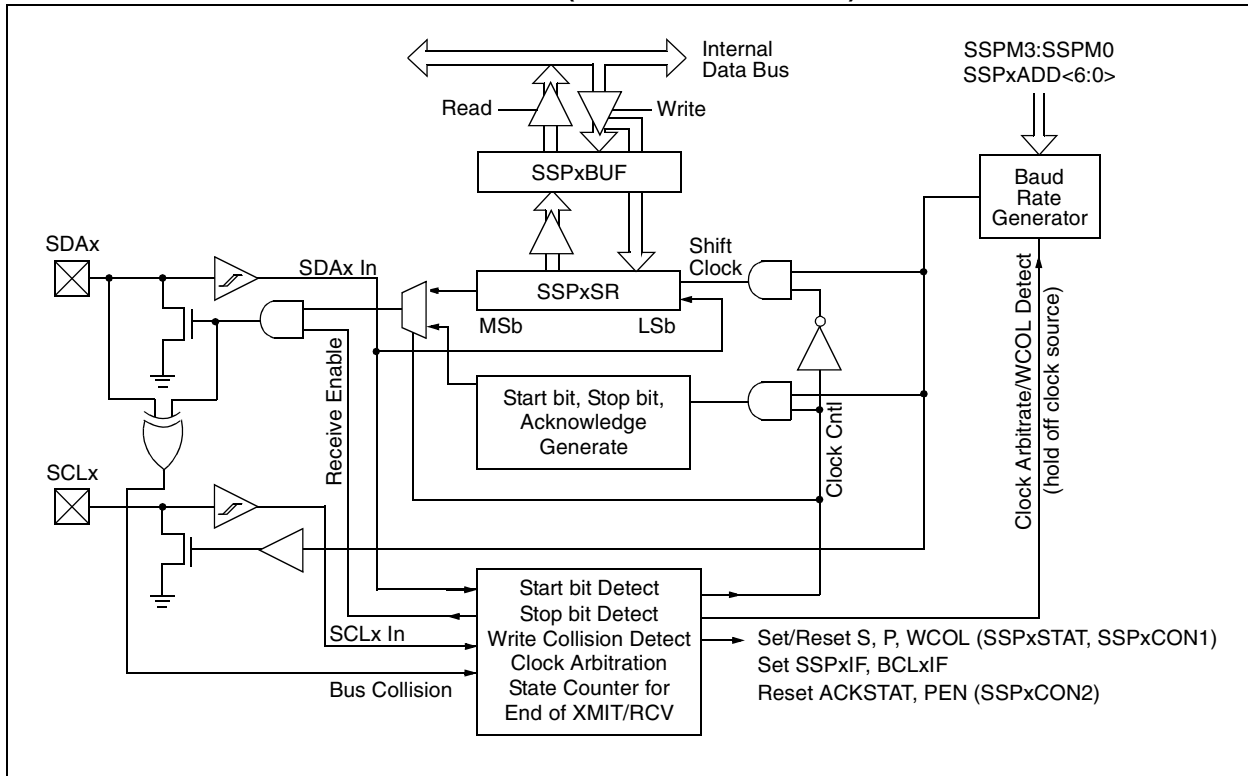 Internal
Data Bus
SSPM3:SSPM0
SSPxADD<6:0>
Read
Write
SSPxBUF
Baud
Rate
Generator
SDAx
SDAx In
Shift
Clock
SSPxSR
MSb
LSb
Receive Enable
Start bit, Stop bit,
Acknowledge
Generate
Clock Cntl
Clock Arbitrate/WCOL Detect
(hold off clock source)
SCLx
Start bit Detect
Stop bit Detect
Write Collision Detect
Clock Arbitration
State Counter for
End of XMIT/RCV
SCLx In
Bus Collision
Set/Reset S, P, WCOL (SSPxSTAT, SSPxCON1)
Set SSPxIF, BCLxIF
Reset ACKSTAT, PEN (SSPxCON2)